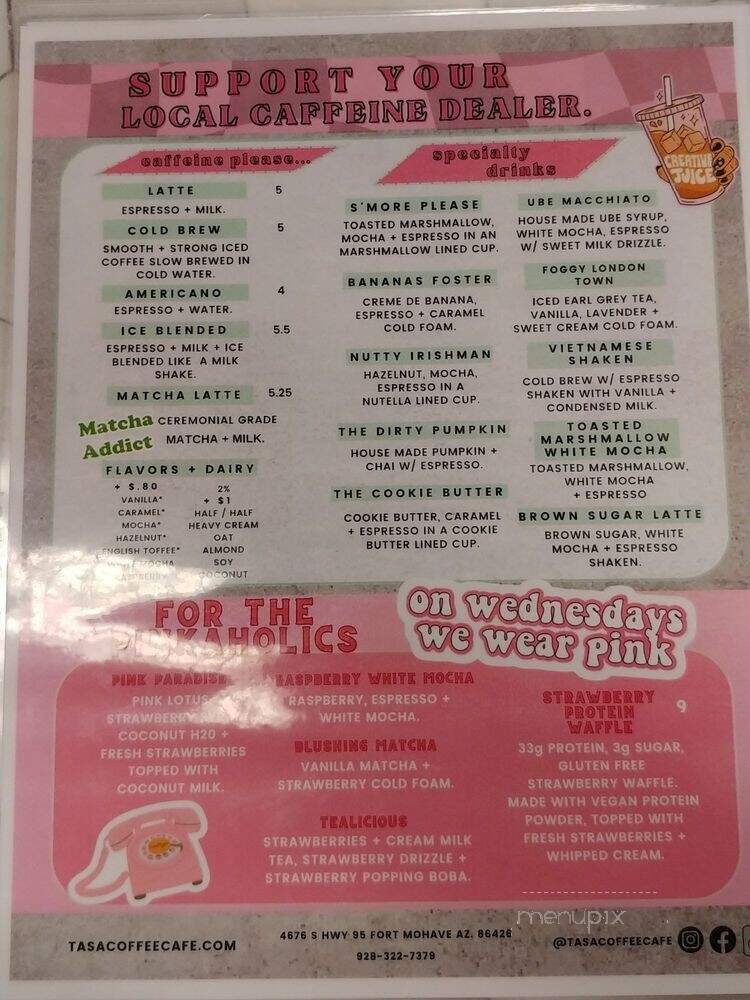 SUPPORT YOUR
LOCAL CAFFEINE DEALER.
CREATIVE
JUICE
caffeine please...
LATTE 5
ESPRESSO + MILK.
COLD BREW 5
SMOOTH + STRONG ICED
COFFEE SLOW BREWED IN
COLD WATER.
AMERICANO 4
ESPRESSO + WATER.
ICE BLENDED 5.5
ESPRESSO + MILK + ICE
BLENDED LIKE A MILK
SHAKE.
MATCHA LATTE 5.25
Matcha
Addict
CEREMONIAL GRADE
MATCHA + MILK.
FLAVORS + DAIRY
+ $.80
VANILLA*
CARAMEL*
MOCHA*
HAZELNUT*
ENGLISH TOFFEE*
MOCHA
2%
+ $1
HALF / HALF
HEAVY CREAM
OAT
ALMOND
SOY
COCONUT
specialty
drinks
S'MORE PLEASE
TOASTED MARSHMALLOW,
MOCHA + ESPRESSO IN AN
MARSHMALLOW LINED CUP.
BANANAS FOSTER
CREME DE BANANA,
ESPRESSO + CARAMEL
COLD FOAM.
NUTTY IRISHMAN
HAZELNUT, MOCHA,
ESPRESSO IN A
NUTELLA LINED CUP.
THE DIRTY PUMPKIN
HOUSE MADE PUMPKIN +
CHAI W/ ESPRESSO.
THE COOKIE BUTTER
COOKIE BUTTER, CARAMEL
+ ESPRESSO IN A COOKIE
BUTTER LINED CUP.
UBE MACCHIATO
HOUSE MADE UBE SYRUP,
WHITE MOCHA, ESPRESSO
W/ SWEET MILK DRIZZLE.
FOGGY LONDON
TOWN
ICED EARL GREY TEA,
VANILLA, LAVENDER +
SWEET CREAM COLD FOAM.
VIETNAMESE
SHAKEN
COLD BREW W/ ESPRESSO
SHAKEN WITH VANILLA +
CONDENSED MILK.
TOASTED
MARSHMALLOW
WHITE MOCHA
TOASTED MARSHMALLOW,
WHITE MOCHA
+ ESPRESSO
BROWN SUGAR LATTE
BROWN SUGAR, WHITE
MOCHA + ESPRESSO
SHAKEN.
FOR THE
PINKAHOLICS
on wednesdays
we wear pink
PINK PARADISE
PINK LOTUS
STRAWBERRY
COCONUT H20 +
FRESH STRAWBERRIES
TOPPED WITH
COCONUT MILK.
RASPBERRY WHITE MOCHA
RASPBERRY, ESPRESSO +
WHITE MOCHA.
BLUSHING MATCHA
VANILLA MATCHA +
STRAWBERRY COLD FOAM.
TEALICIOUS
STRAWBERRIES + CREAM MILK
TEA, STRAWBERRY DRIZZLE +
STRAWBERRY POPPING BOBA.
STRAWBERRY 9
PROTEIN
WAFFLE
33g PROTEIN, 3g SUGAR,
GLUTEN FREE
STRAWBERRY WAFFLE.
MADE WITH VEGAN PROTEIN
POWDER, TOPPED WITH
FRESH STRAWBERRIES +
WHIPPED CREAM.
menupix
TASACOFFEECAFE.COM
4676 S HWY 95 FORT MOHAVE AZ. 86426
928-322-7379
@TASACOFFEECAFE